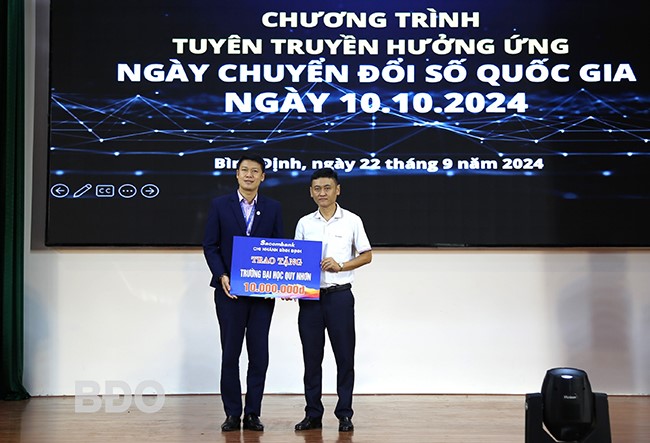 CHƯƠNG TRÌNH
TUYÊN TRUYỀN HƯỞNG ỨNG
NGÀY CHUYỂN ĐỔI SỐ QUỐC GIA
NGÀY 10.10.2024
Bình Định, ngày 22 tháng 9 năm 2024
CC
Sacombank
CHI NHÁNH BÌNH ĐỊNH
TRAO TẶNG
TRƯỜNG ĐẠI HỌC QUY NHƠN
10.000.000đ
BĐO